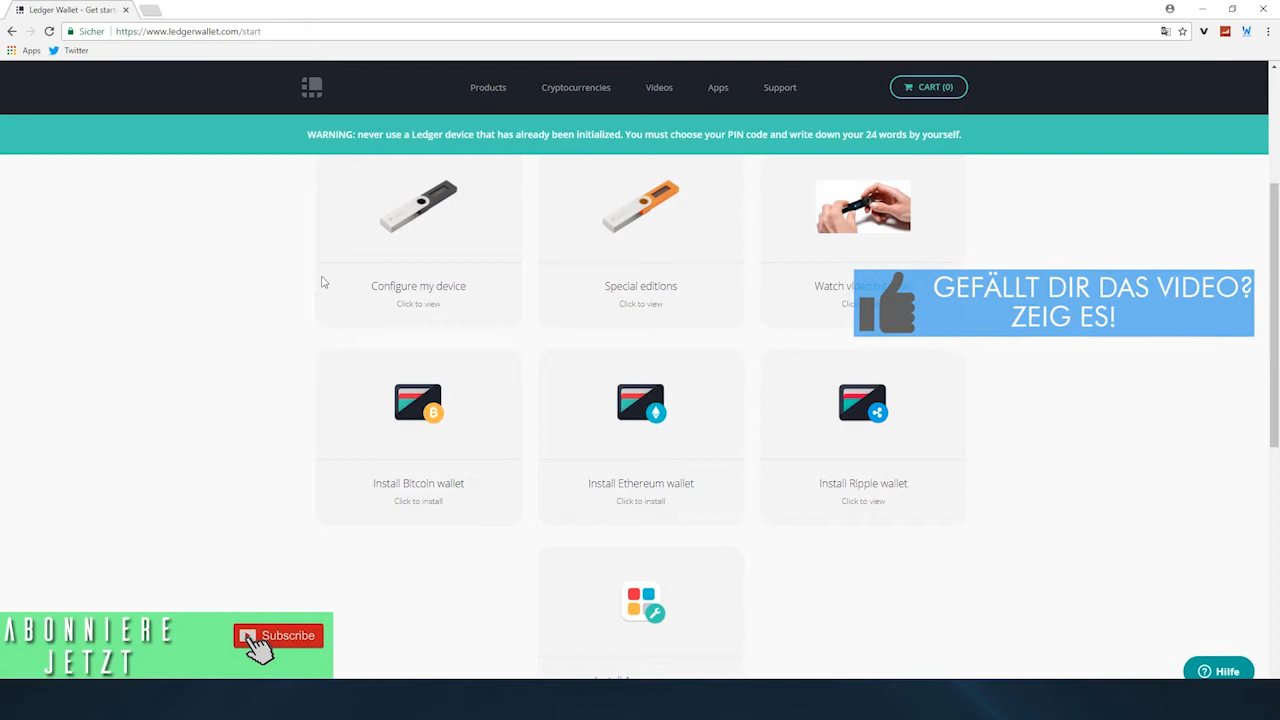 Ledger Wallet - Get star
Sicher
https://www.ledgerwallet.com/start
Apps
Twitter
Products
Cryptocurrencies
Videos
Apps
Support
CART (0)
WARNING: never use a Ledger device that has already been initialized. You must choose your PIN code and write down your 24 words by yourself.
Configure my device
Click to view
Special editions
Click to view
Watch
GEFÄLLT DIR DAS VIDEO?
ZEIG ES!
Install Bitcoin wallet
Click to install
Install Ethereum wallet
Click to install
Install Ripple wallet
Click to view
ABONNIERE
JETZT
Subscribe
Hilfe